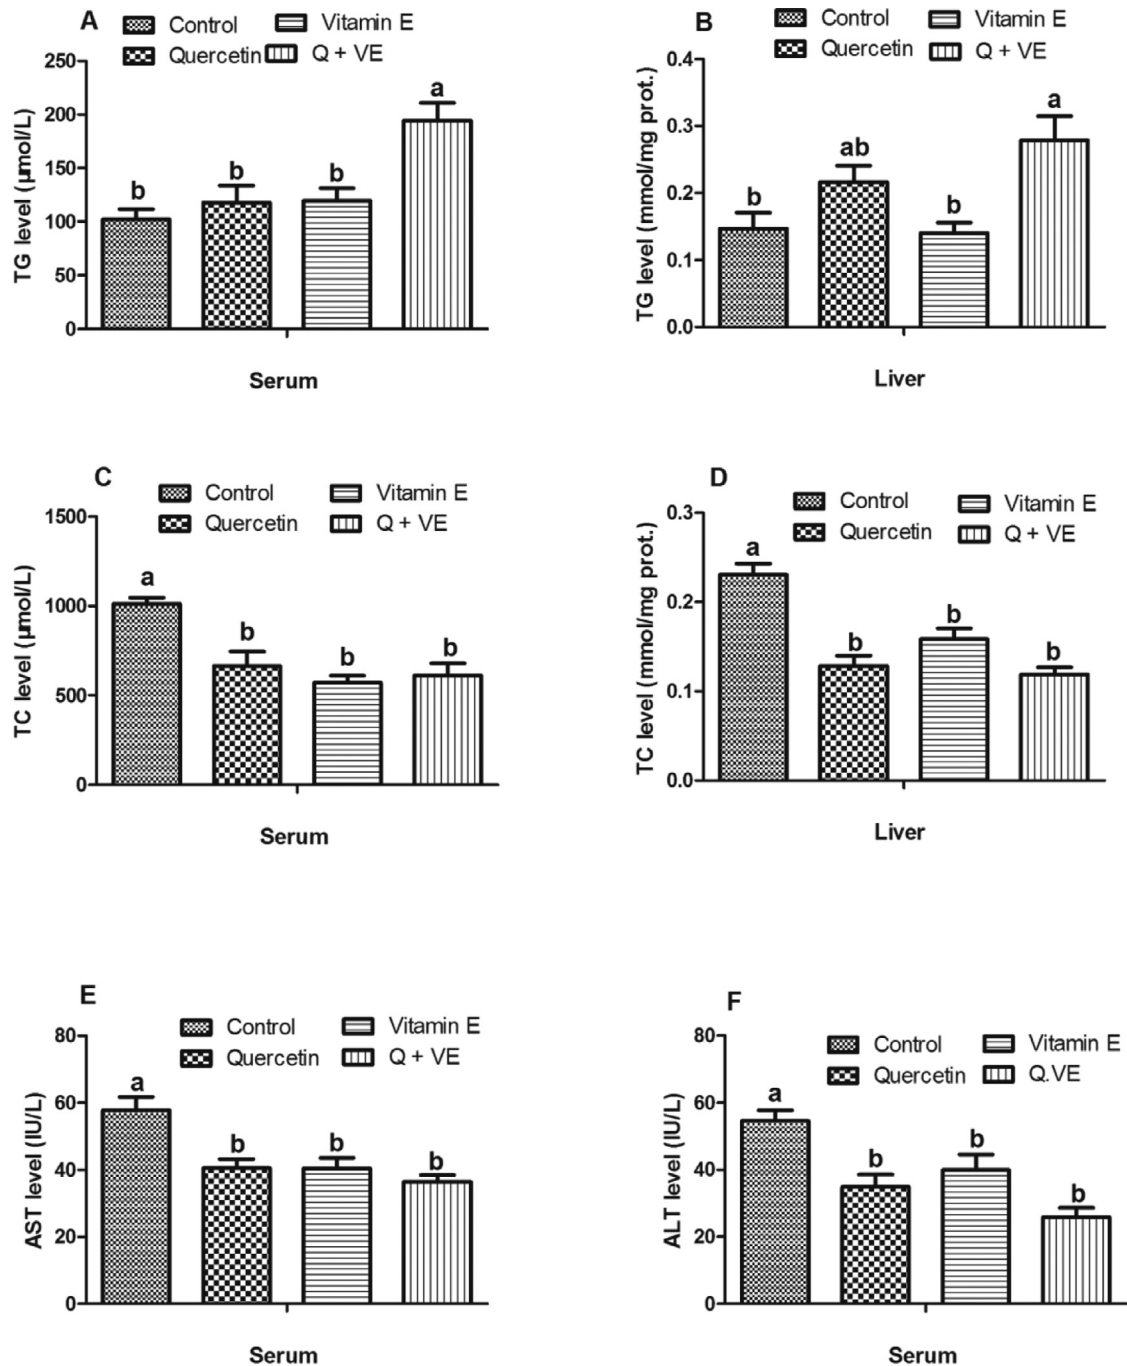 A
Control
Vitamin E
Quercetin
Q + VE
TG level (µmol/L)
250
200
150
100
50
0
b
b
b
a
Serum
B
Control
Vitamin E
Quercetin
Q + VE
TG level (mmol/mg prot.)
0.4
0.3
0.2
0.1
0.0
b
ab
b
a
Liver
C
Control
Vitamin E
Quercetin
Q + VE
TC level (µmol/L)
1500
1000
500
0
a
b
b
b
Serum
D
Control
Vitamin E
Quercetin
Q + VE
TC level (mmol/mg prot.)
0.3
0.2
0.1
0.0
a
b
b
b
Liver
E
Control
Vitamin E
Quercetin
Q + VE
AST level (IU/L)
80
60
40
20
0
a
b
b
b
Serum
F
Control
Vitamin E
Quercetin
Q.VE
ALT level (IU/L)
80
60
40
20
0
a
b
b
b
Serum